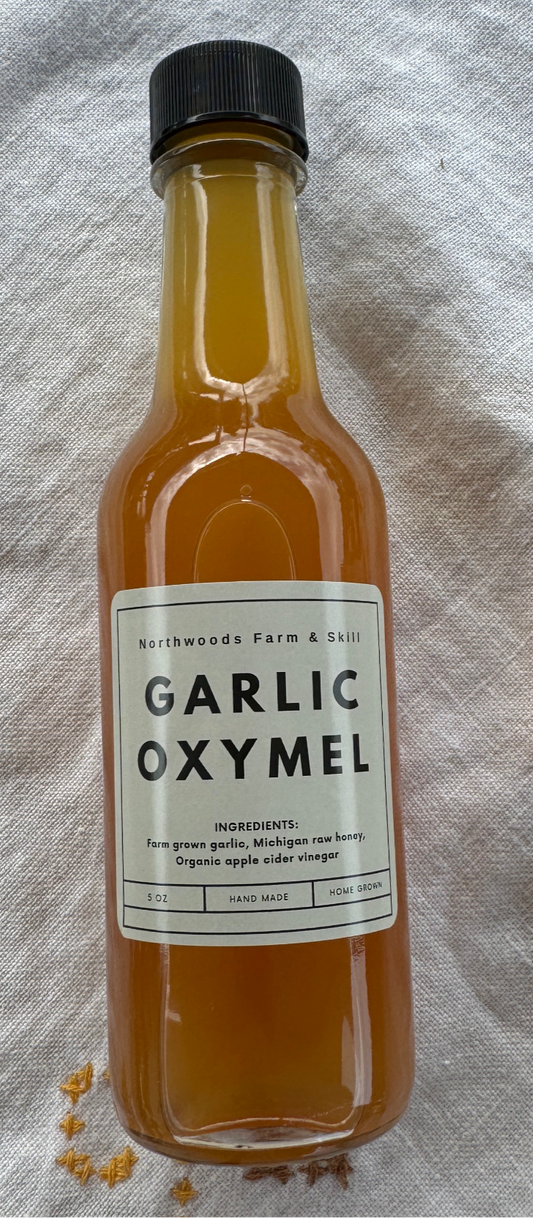 Northwoods Farm & Skill
GARLIC
OXYMEL
INGREDIENTS:
Farm grown garlic, Michigan raw honey,
Organic apple cider vinegar
5 OZ
HAND MADE
HOME GROWN